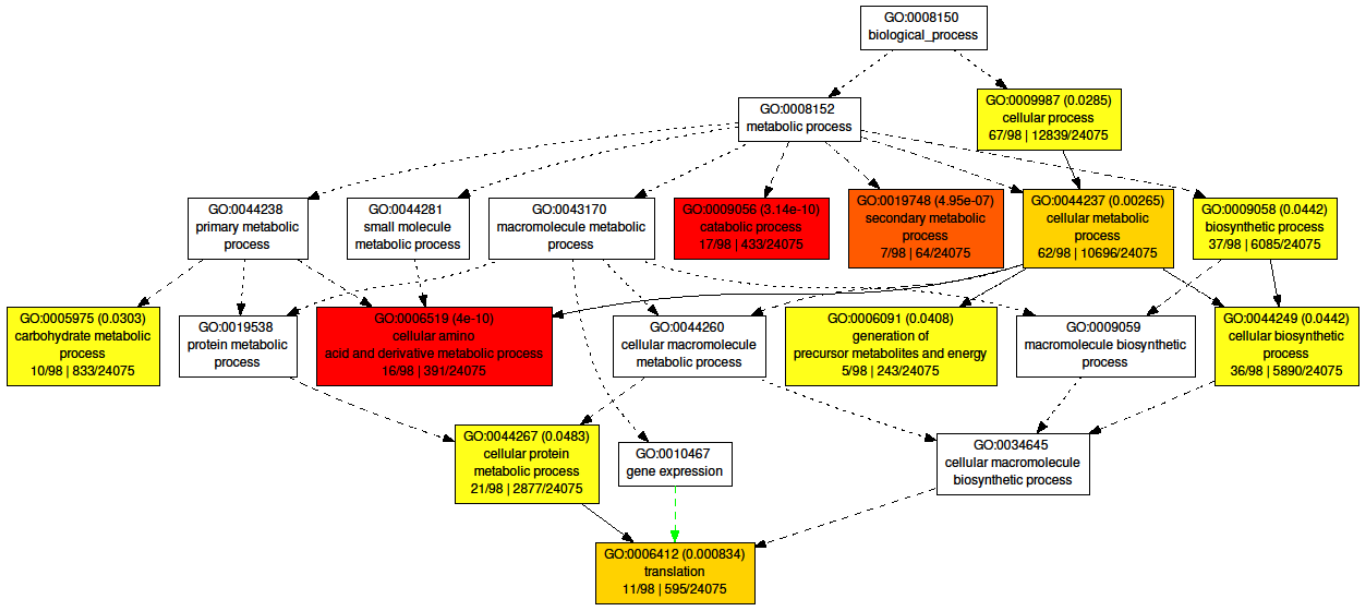 GO:0008150
biological_process
GO:0008152
metabolic process
GO:0009987 (0.0285)
cellular process
67/98 | 12839/24075
GO:0044238
primary metabolic
process
GO:0044281
small molecule
metabolic process
GO:0043170
macromolecule metabolic
process
GO:0009056 (3.14e-10)
catabolic process
17/98 | 433/24075
GO:0019748 (4.95e-07)
secondary metabolic
process
7/98 | 64/24075
GO:0044237 (0.00265)
cellular metabolic
process
62/98 | 10696/24075
GO:0009058 (0.0442)
biosynthetic process
37/98 | 6085/24075
GO:0005975 (0.0303)
carbohydrate metabolic
process
10/98 | 833/24075
GO:0019538
protein metabolic
process
GO:0006519 (4e-10)
cellular amino
acid and derivative metabolic process
16/98 | 391/24075
GO:0044260
cellular macromolecule
metabolic process
GO:0006091 (0.0408)
generation of
precursor metabolites and energy
5/98 | 243/24075
GO:0009059
macromolecule biosynthetic
process
GO:0044249 (0.0442)
cellular biosynthetic
process
36/98 | 5890/24075
GO:0044267 (0.0483)
cellular protein
metabolic process
21/98 | 2877/24075
GO:0010467
gene expression
GO:0034645
cellular macromolecule
biosynthetic process
GO:0006412 (0.000834)
translation
11/98 | 595/24075